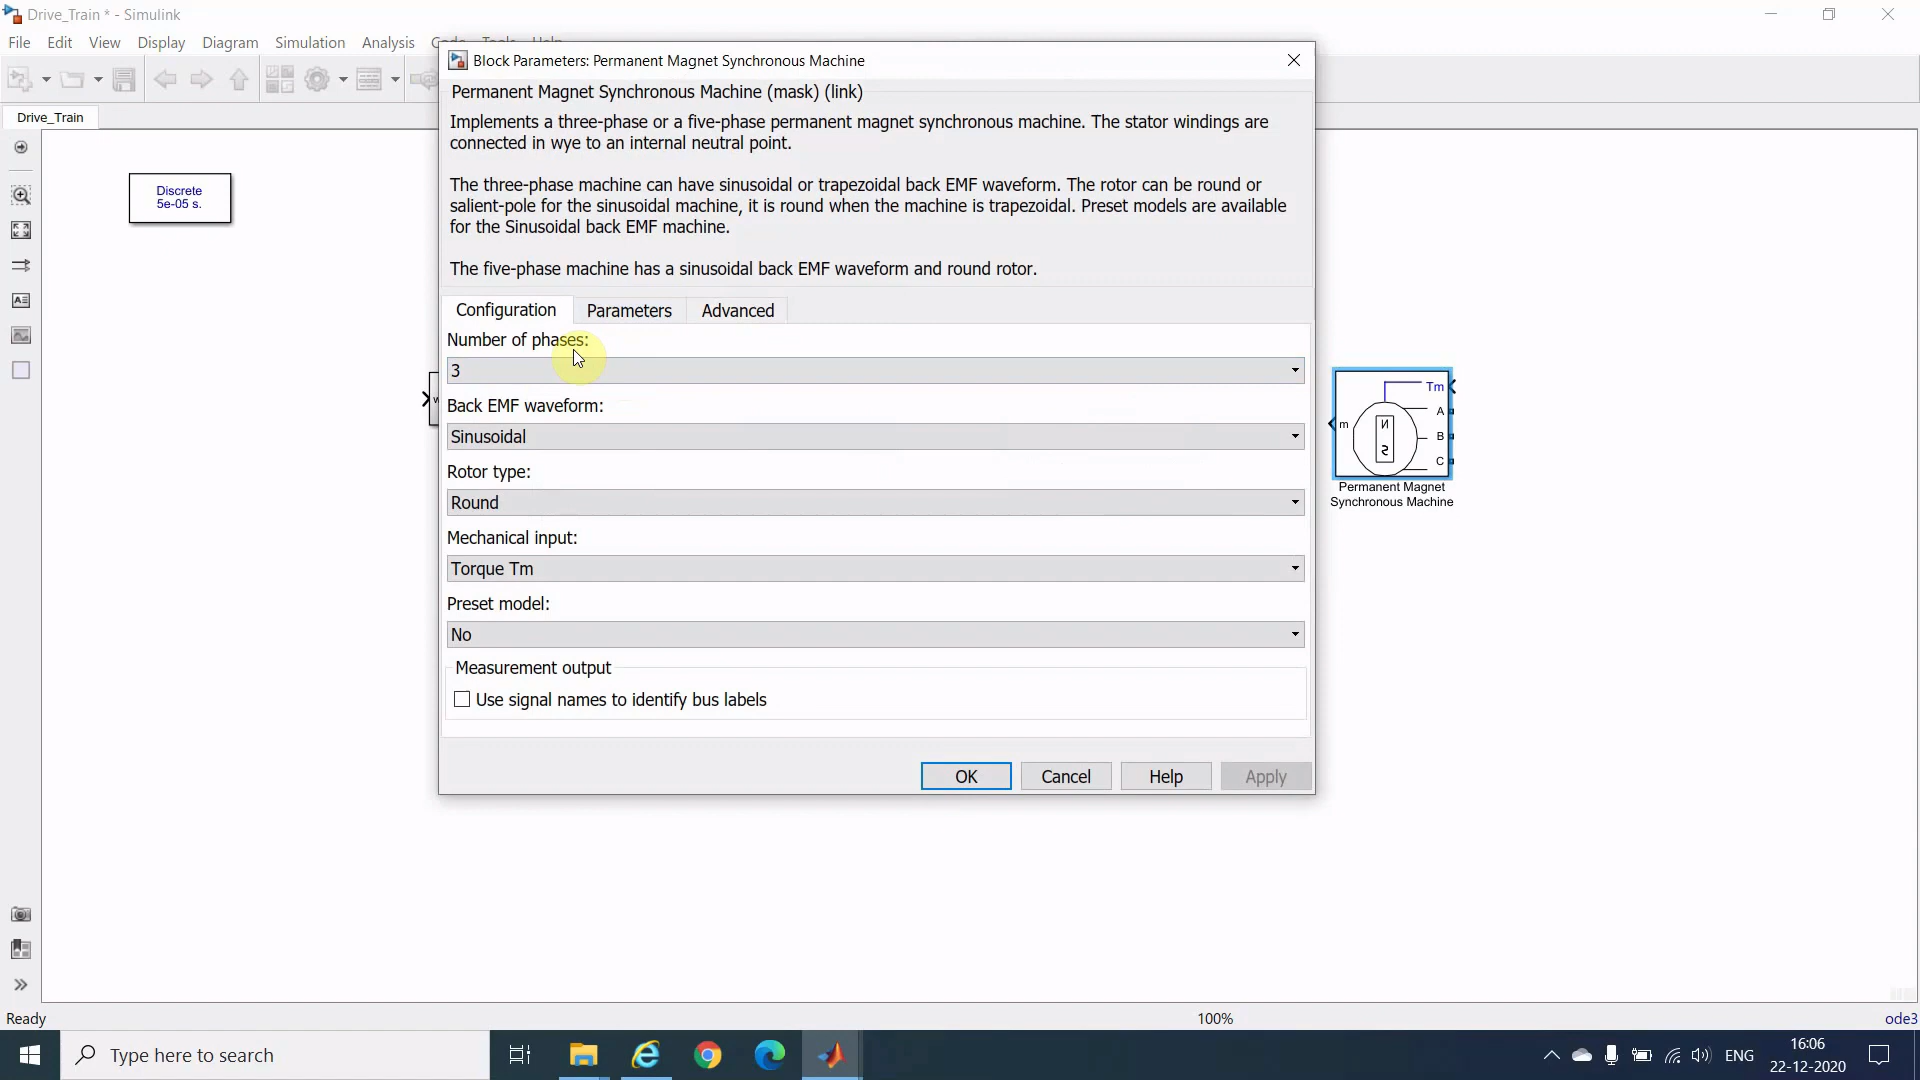 Drive_Train * - Simulink
File Edit View Display Diagram Simulation Analysis
Drive_Train
Block Parameters: Permanent Magnet Synchronous Machine
Permanent Magnet Synchronous Machine (mask) (link)
Implements a three-phase or a five-phase permanent magnet synchronous machine. The stator windings are
connected in wye to an internal neutral point.
The three-phase machine can have sinusoidal or trapezoidal back EMF waveform. The rotor can be round or
salient-pole for the sinusoidal machine, it is round when the machine is trapezoidal. Preset models are available
for the Sinusoidal back EMF machine.
The five-phase machine has a sinusoidal back EMF waveform and round rotor.
Configuration Parameters Advanced
Number of phases:
3
Back EMF waveform:
Sinusoidal
Rotor type:
Round
Mechanical input:
Torque Tm
Preset model:
No
Measurement output
Use signal names to identify bus labels
OK Cancel Help Apply
Discrete
5e-05 s.
w
Tm
A
m
N
B
S
C
Permanent Magnet
Synchronous Machine
Ready
100%
ode3
Type here to search
ENG
16:06
22-12-2020